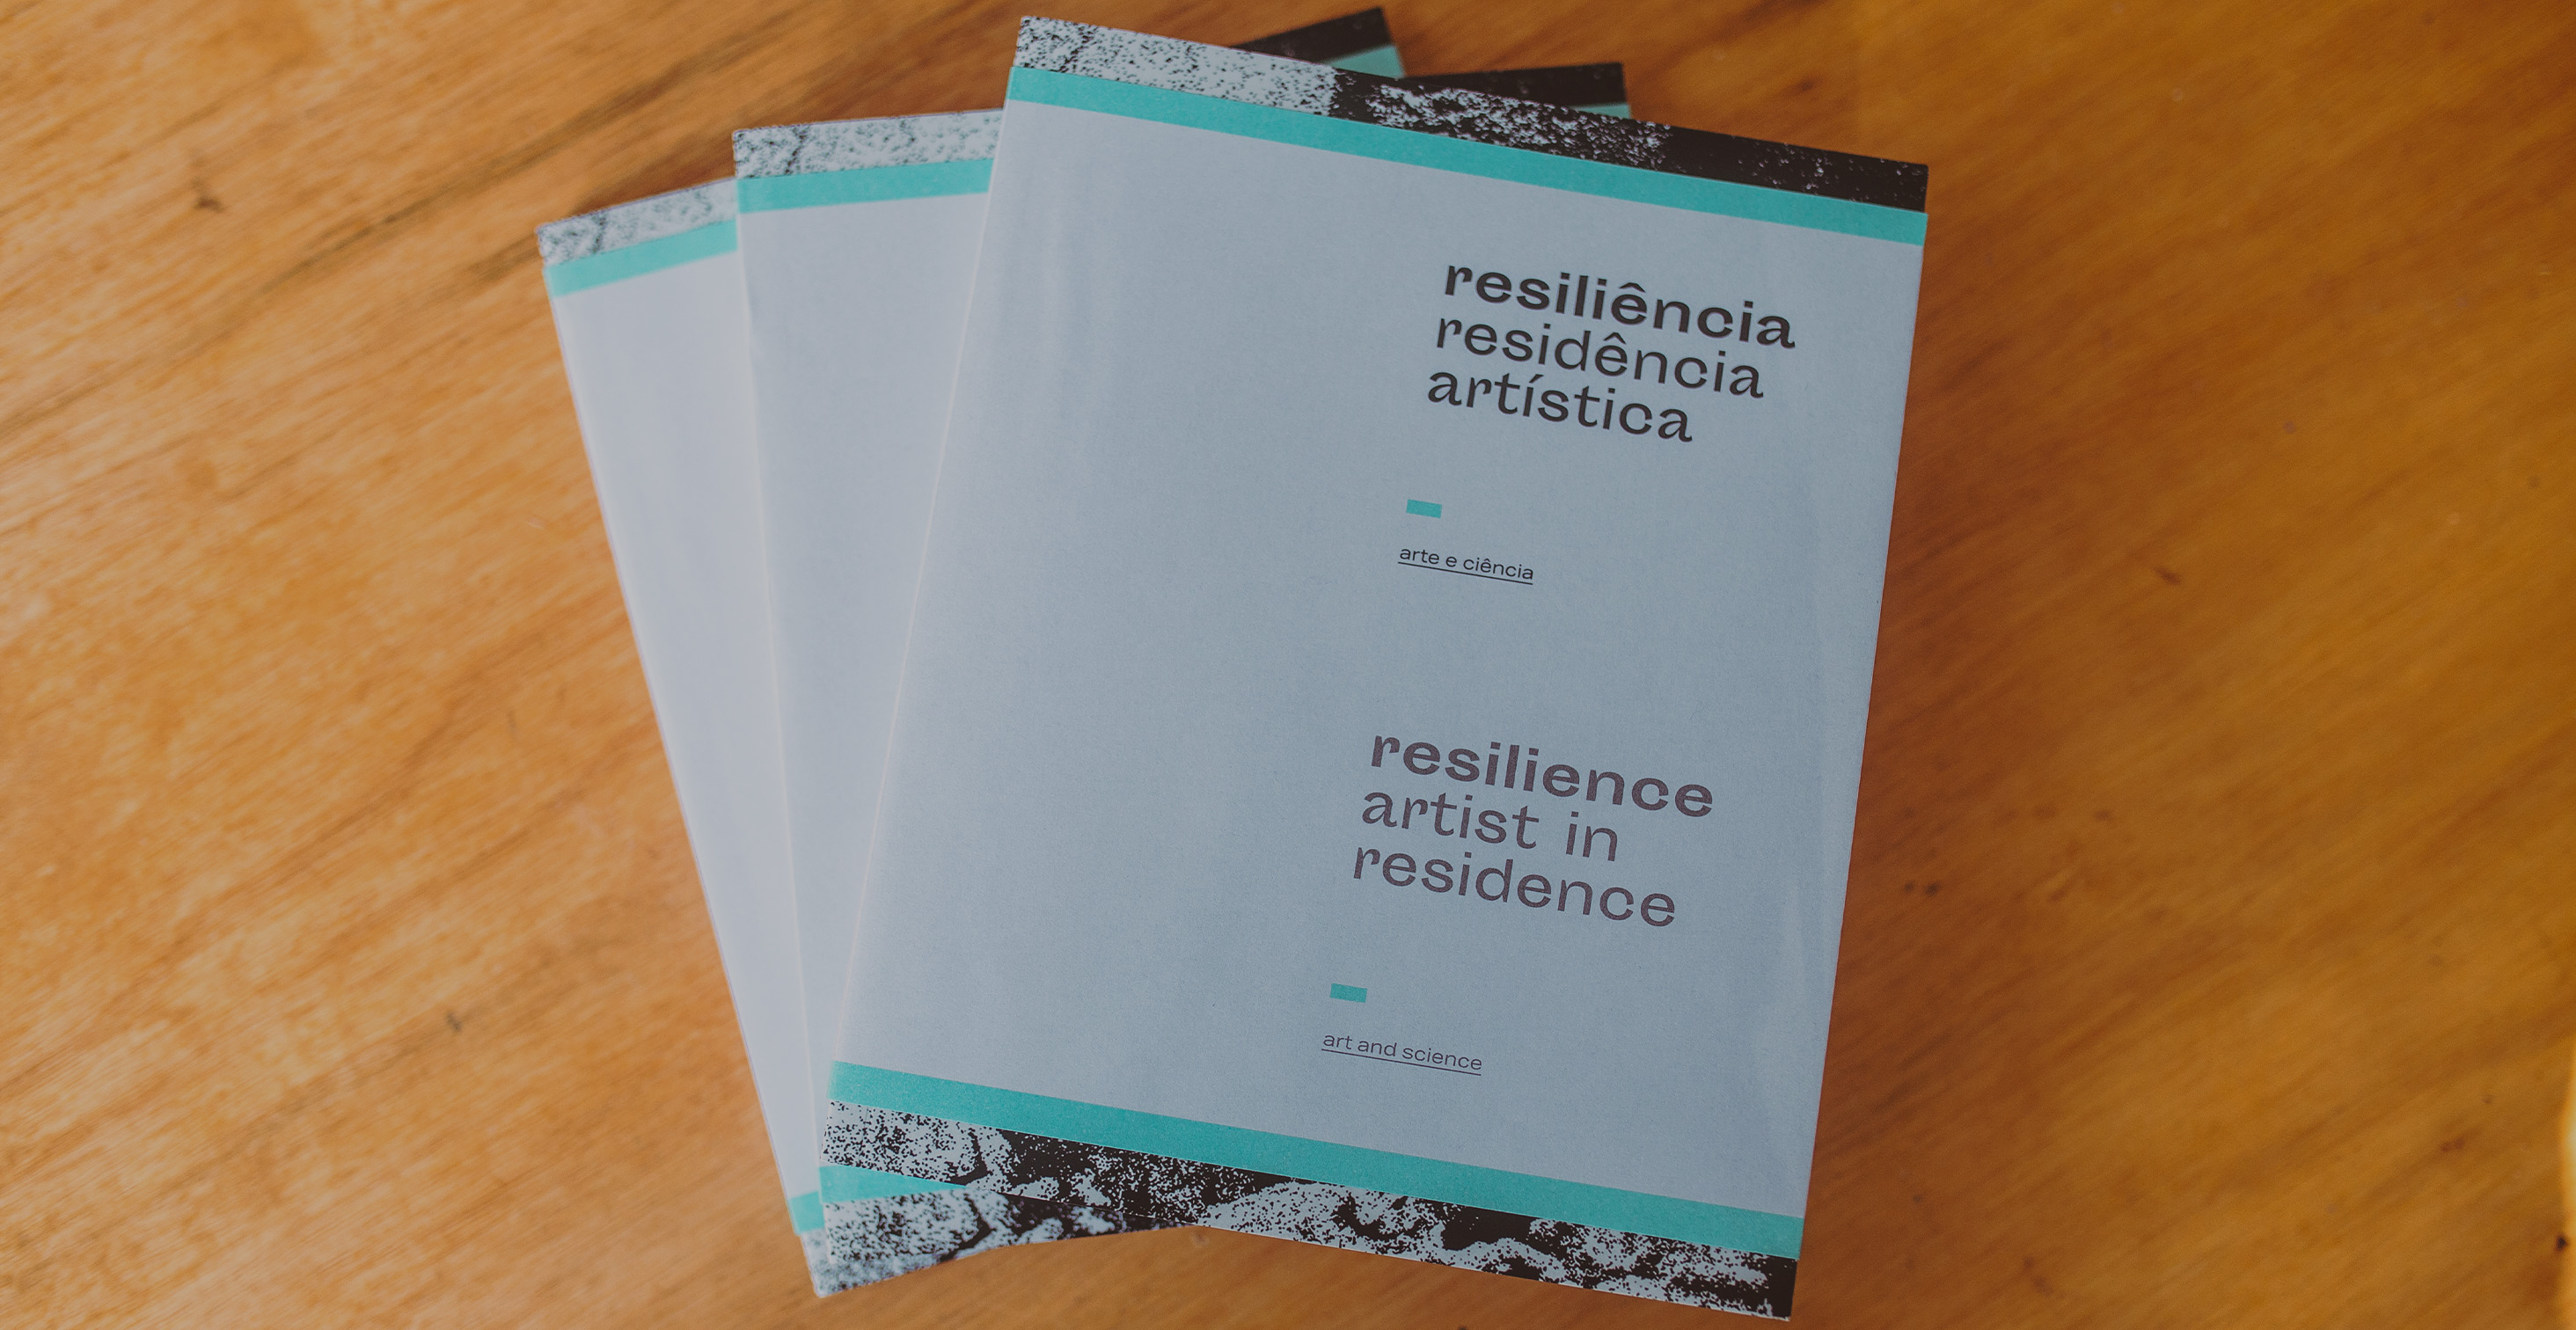 resiliência
residência
artística
arte e ciência
resilience
artist in
residence
art and science